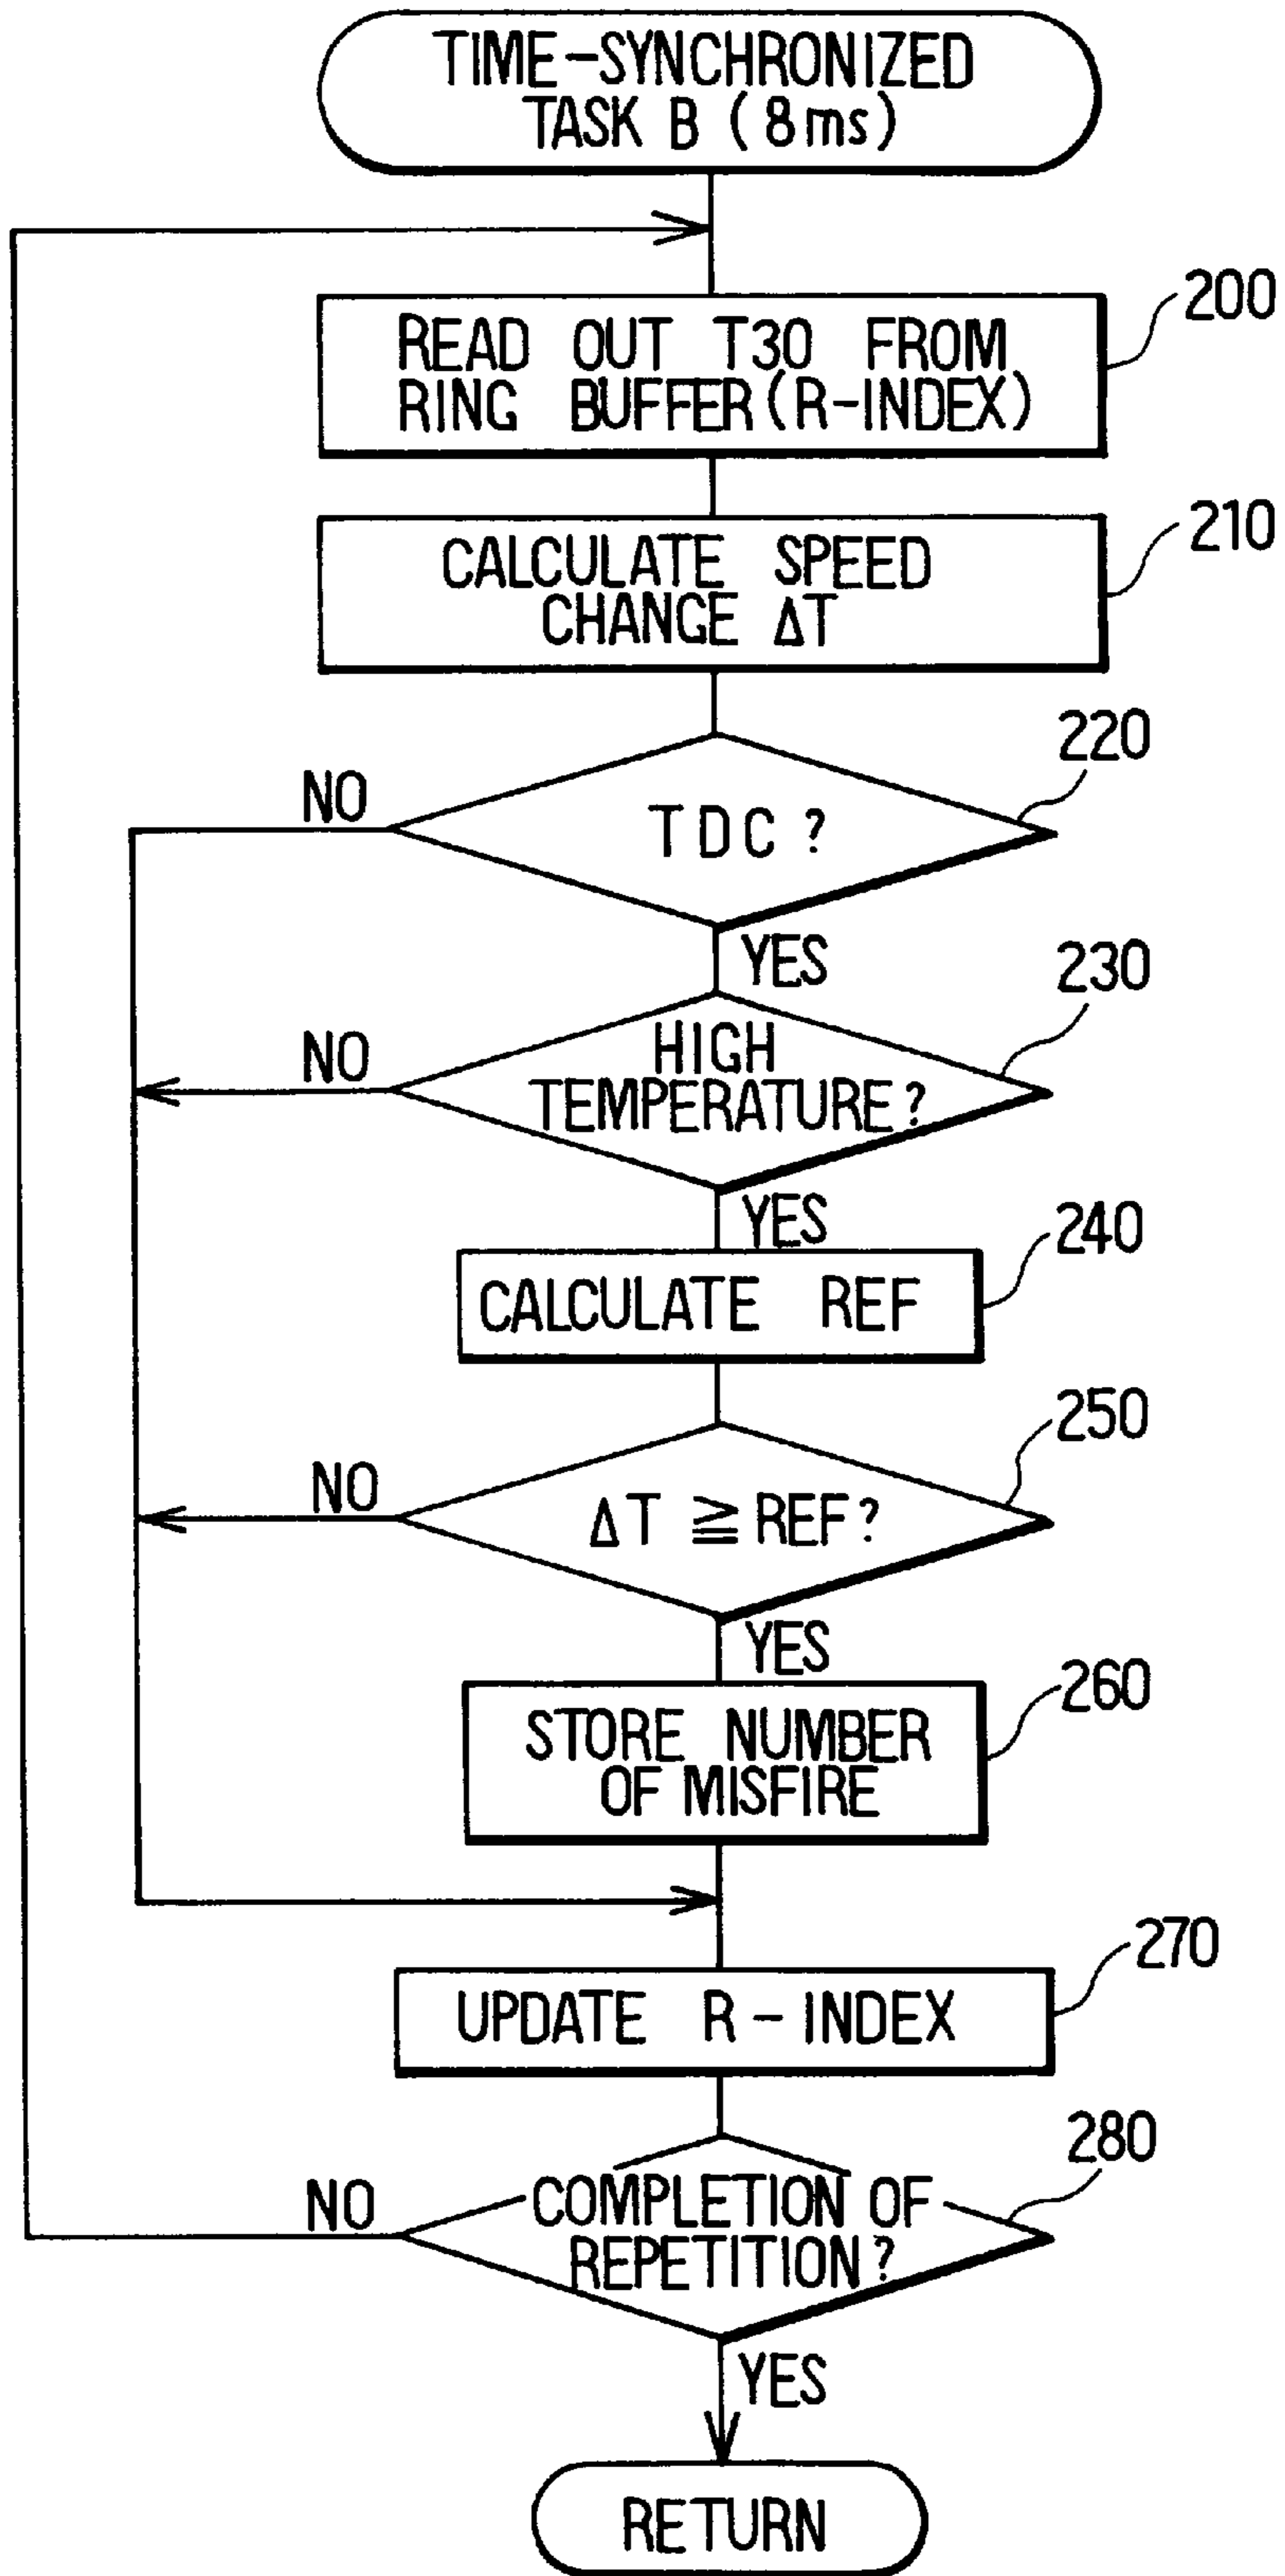 TIME-SYNCHRONIZED
TASK B (8ms)
200
READ OUT T30 FROM
RING BUFFER(R-INDEX)
210
CALCULATE SPEED
CHANGE ΔT
220
NO
TDC?
YES
230
NO
HIGH
TEMPERATURE?
YES
240
CALCULATE REF
250
NO
ΔT ≧ REF?
YES
260
STORE NUMBER
OF MISFIRE
270
UPDATE R-INDEX
280
NO
COMPLETION OF
REPETITION?
YES
RETURN